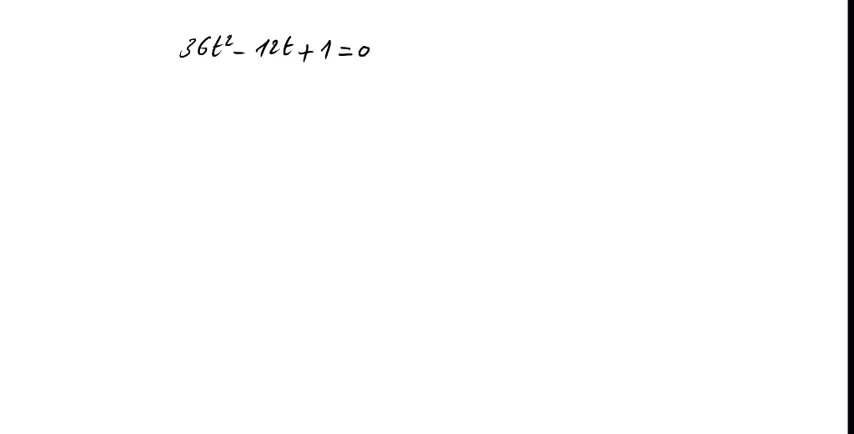 36t² - 12t + 1 = 0